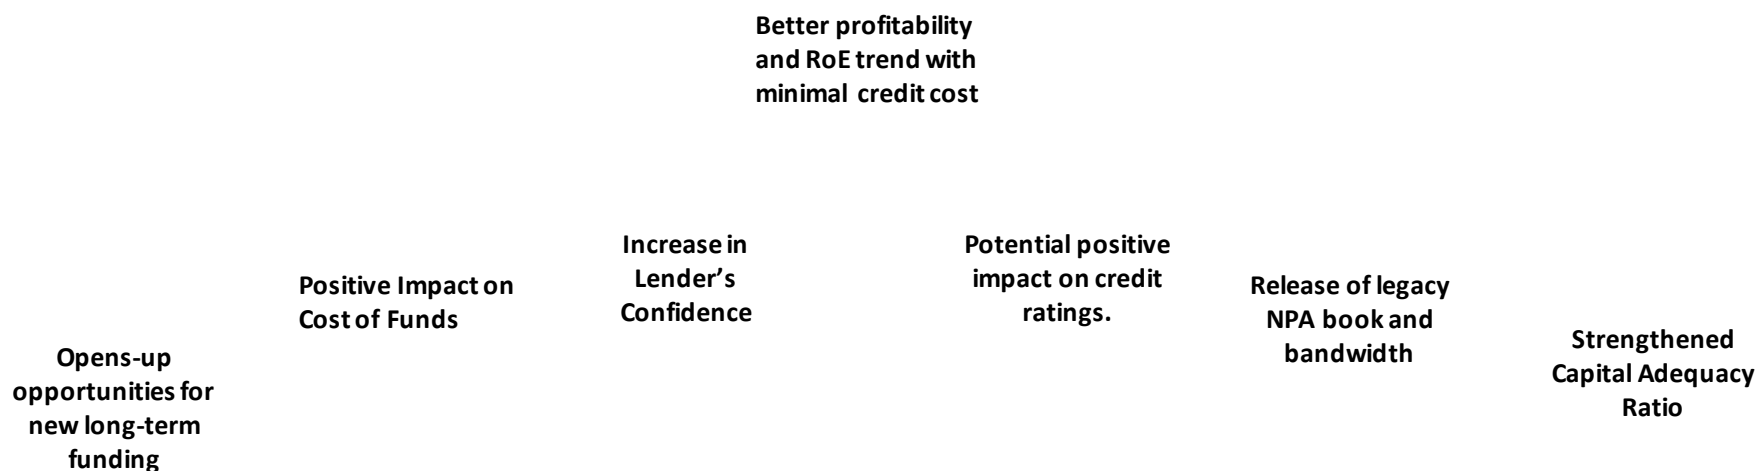 Better profitability
and RoE trend with
minimal credit cost
Opens-up
opportunities for
new long-term
funding
Positive Impact on
Cost of Funds
Increase in
Lender’s
Confidence
Potential positive
impact on credit
ratings.
Release of legacy
NPA book and
bandwidth
Strengthened
Capital Adequacy
Ratio